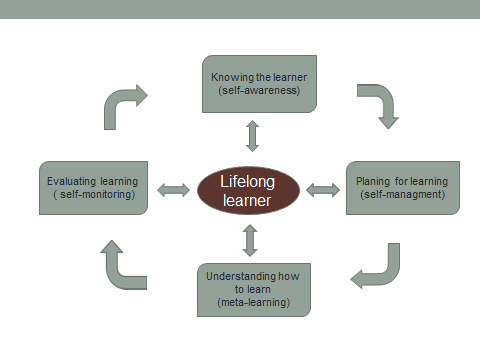 Knowing the learner
(self-awareness)
Evaluating learning
( self-monitoring)
Lifelong
learner
Planing for learning
(self-managment)
Understanding how
to learn
(meta-learning)